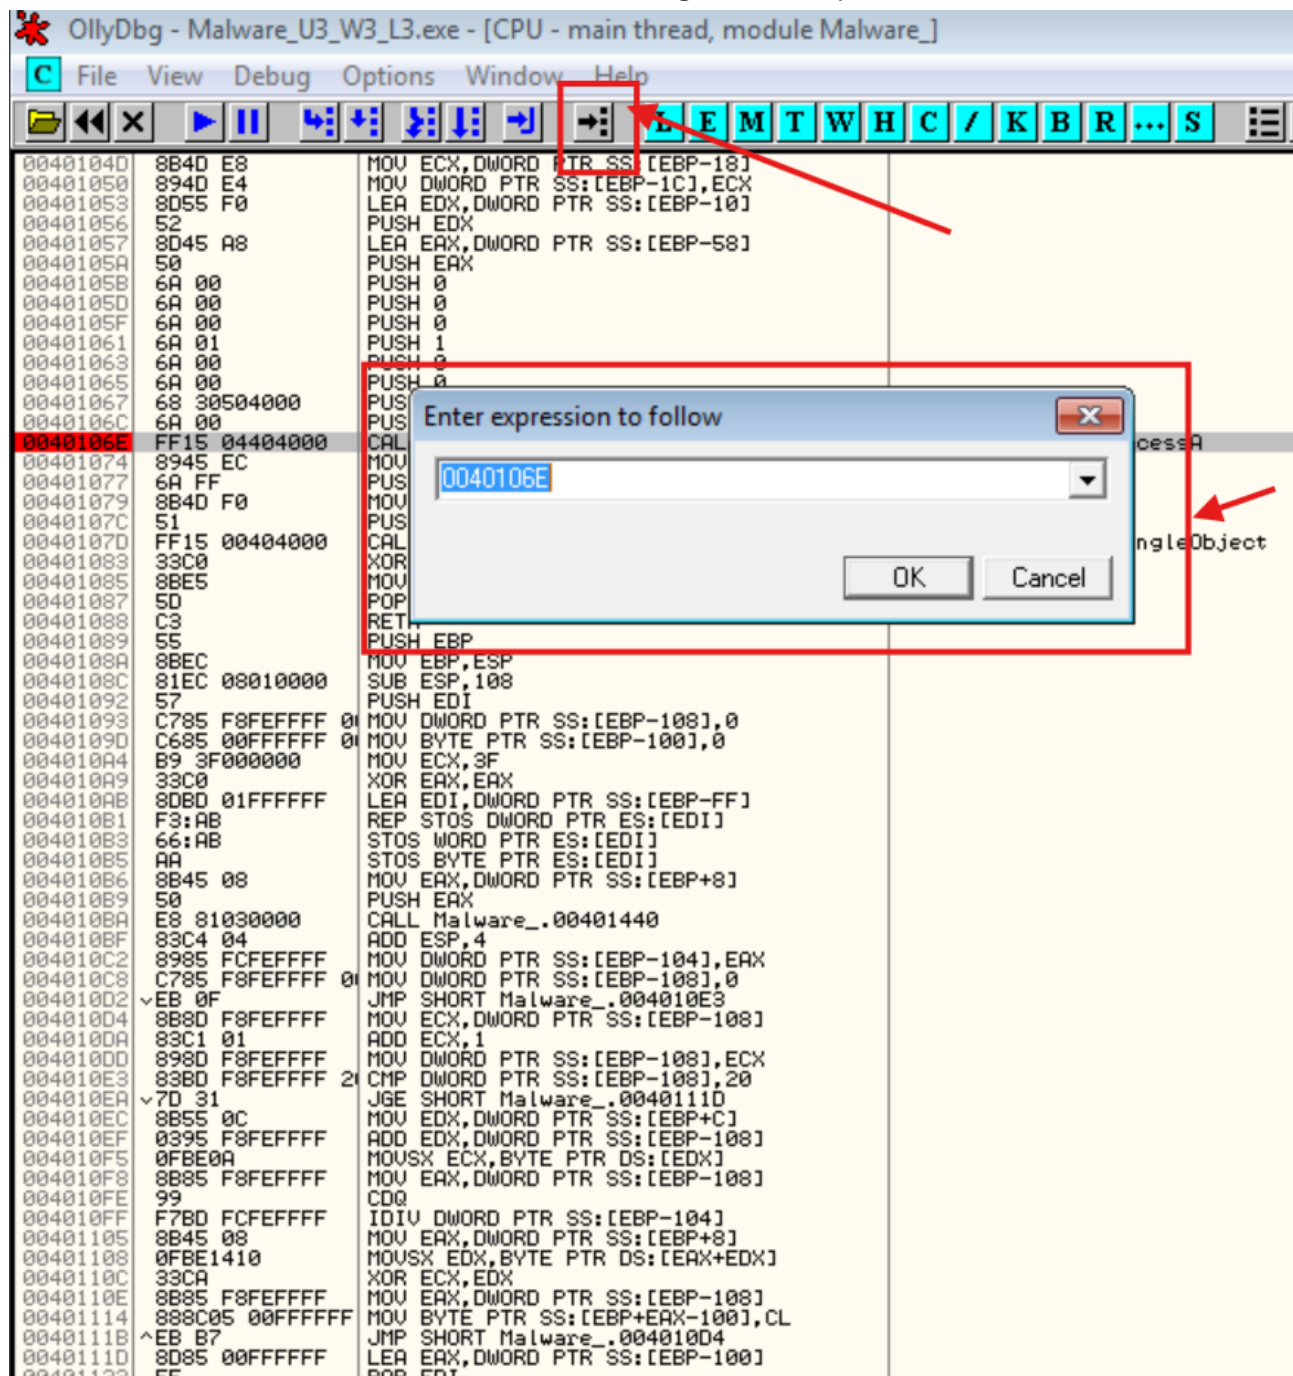 OllyDbg - Malware_U3_W3_L3.exe - [CPU - main thread, module Malware_]
C File View Debug Options Window Help
L E M T W H C / K B R ... S
0040104D 8B4D E8 MOV ECX,DWORD PTR SS:[EBP-18]
00401050 894D E4 MOV DWORD PTR SS:[EBP-1C],ECX
00401053 8D55 F0 LEA EDX,DWORD PTR SS:[EBP-10]
00401056 52 PUSH EDX
00401057 8D45 A8 LEA EAX,DWORD PTR SS:[EBP-58]
0040105A 50 PUSH EAX
0040105B 6A 00 PUSH 0
0040105D 6A 00 PUSH 0
0040105F 6A 00 PUSH 0
00401061 6A 01 PUSH 1
00401063 6A 00 PUSH 0
00401065 6A 00 PUSH 0
00401067 68 30504000 PUS
0040106C 6A 00 PUS
0040106E FF15 04404000 CAL cessA
00401074 8945 EC MOV
00401077 6A FF PUS
00401079 8B4D F0 MOV
0040107C 51 PUS
0040107D FF15 00404000 CAL ngleObject
00401083 33C0 XOR
00401085 8BE5 MOV
00401087 5D POP
00401088 C3 RETN
Enter expression to follow
0040106E
OK Cancel
00401089 55 PUSH EBP
0040108A 8BEC MOV EBP,ESP
0040108C 81EC 08010000 SUB ESP,108
00401092 57 PUSH EDI
00401093 C785 F8FEFFFF 0 MOV DWORD PTR SS:[EBP-108],0
0040109D C685 00FFFFFF 0 MOV BYTE PTR SS:[EBP-100],0
004010A4 B9 3F000000 MOV ECX,3F
004010A9 33C0 XOR EAX,EAX
004010AB 8DBD 01FFFFFF LEA EDI,DWORD PTR SS:[EBP-FF]
004010B1 F3:AB REP STOS DWORD PTR ES:[EDI]
004010B3 66:AB STOS WORD PTR ES:[EDI]
004010B5 AA STOS BYTE PTR ES:[EDI]
004010B6 8B45 08 MOV EAX,DWORD PTR SS:[EBP+8]
004010B9 50 PUSH EAX
004010BA E8 81030000 CALL Malware_.00401440
004010BF 83C4 04 ADD ESP,4
004010C2 8985 FCFEFFFF MOV DWORD PTR SS:[EBP-104],EAX
004010C8 C785 F8FEFFFF 0 MOV DWORD PTR SS:[EBP-108],0
004010D2 EB 0F JMP SHORT Malware_.004010E3
004010D4 8B8D F8FEFFFF MOV ECX,DWORD PTR SS:[EBP-108]
004010DA 83C1 01 ADD ECX,1
004010DD 898D F8FEFFFF MOV DWORD PTR SS:[EBP-108],ECX
004010E3 83BD F8FEFFFF 2 CMP DWORD PTR SS:[EBP-108],20
004010EA 7D 31 JGE SHORT Malware_.0040111D
004010EC 8B55 0C MOV EDX,DWORD PTR SS:[EBP+C]
004010EF 0395 F8FEFFFF ADD EDX,DWORD PTR SS:[EBP-108]
004010F5 0FBE0A MOVSX ECX,BYTE PTR DS:[EDX]
004010F8 8B85 F8FEFFFF MOV EAX,DWORD PTR SS:[EBP-108]
004010FE 99 CDQ
004010FF F7BD FCFEFFFF IDIV DWORD PTR SS:[EBP-104]
00401105 8B45 08 MOV EAX,DWORD PTR SS:[EBP+8]
00401108 0FBE1410 MOVSX EDX,BYTE PTR DS:[EAX+EDX]
0040110C 33CA XOR ECX,EDX
0040110E 8B85 F8FEFFFF MOV EAX,DWORD PTR SS:[EBP-108]
00401114 888C05 00FFFFFF MOV BYTE PTR SS:[EBP+EAX-100],CL
0040111B ^EB B7 JMP SHORT Malware_.004010D4
0040111D 8D85 00FFFFFF LEA EAX,DWORD PTR SS:[EBP-100]